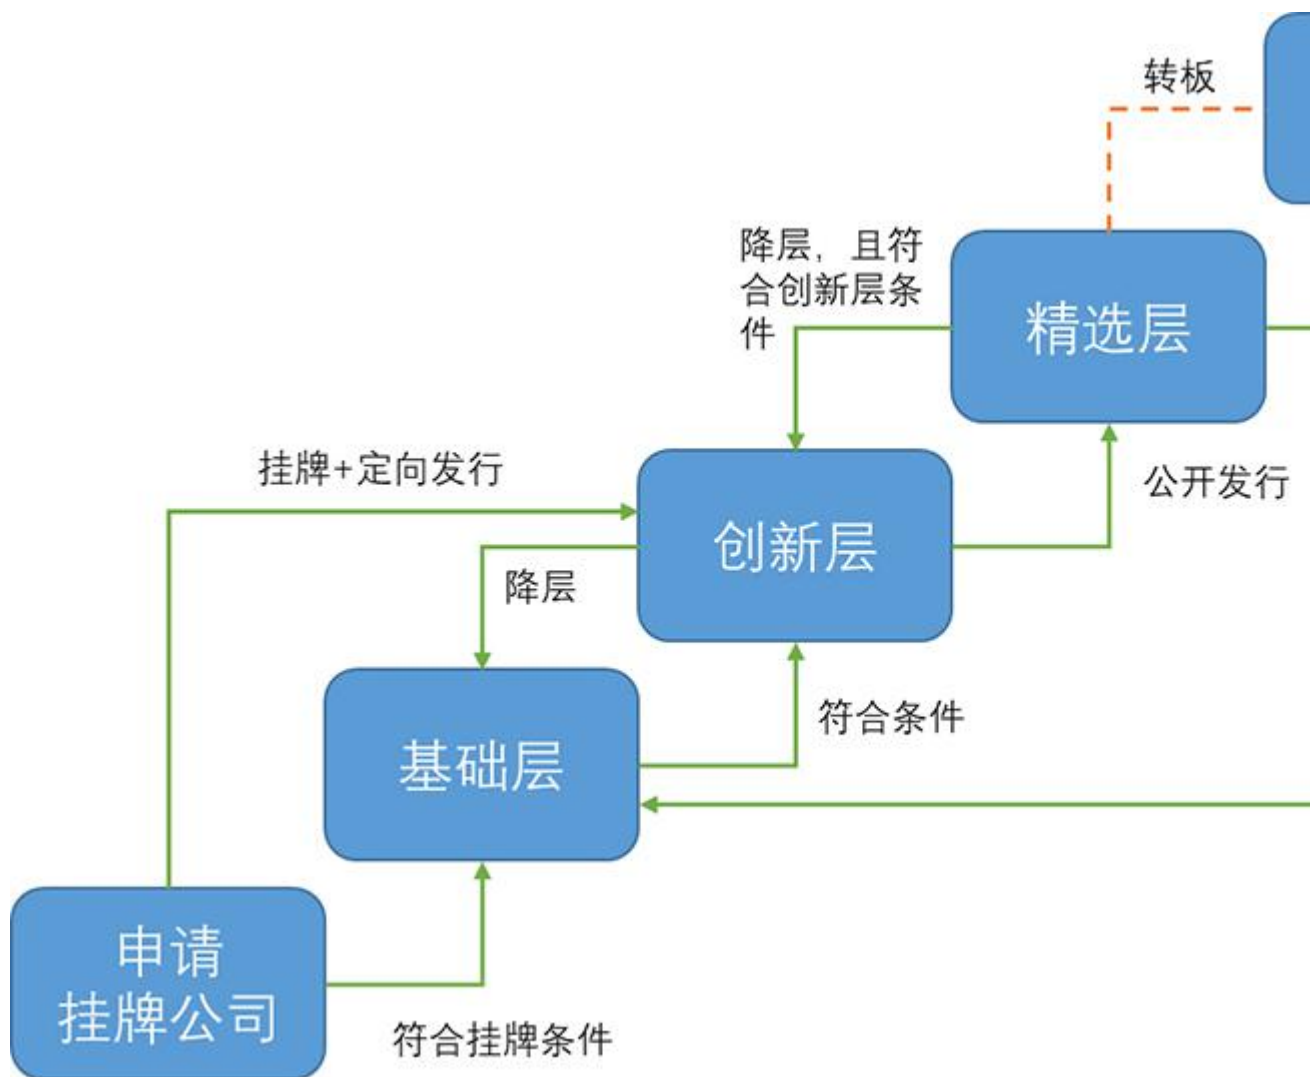 转板
降层，且符
合创新层条
件
精选层
挂牌+定向发行
公开发行
创新层
降层
符合条件
基础层
申请
挂牌公司
符合挂牌条件